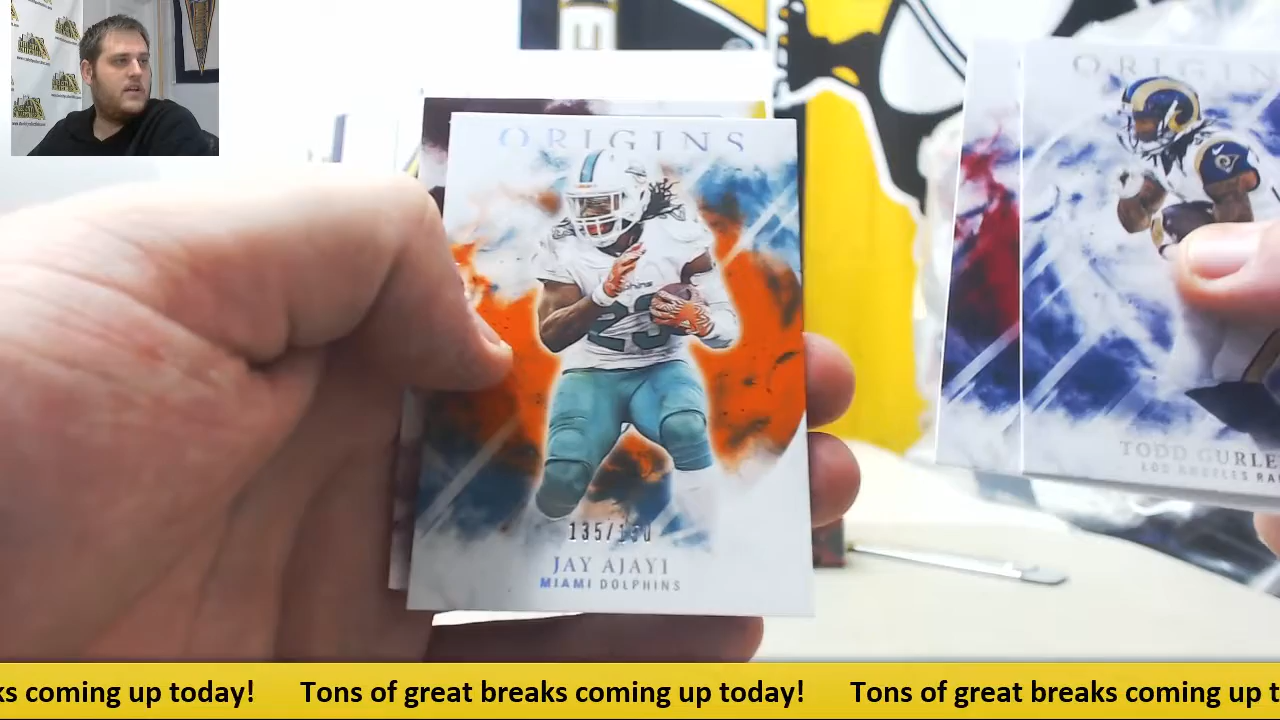 ORIGINS
23
135/150
JAY AJAYI
MIAMI DOLPHINS
ORIGIN
TODD GURLE
LOS ANGELES RA
ks coming up today! Tons of great breaks coming up today! Tons of great breaks coming up t